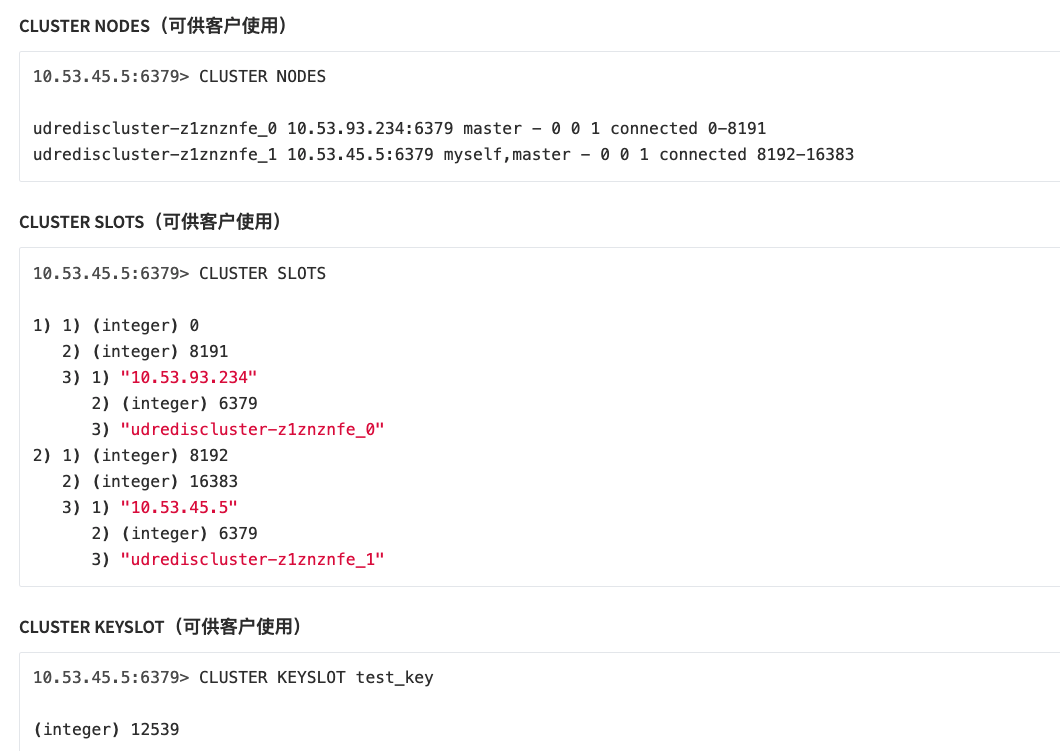 CLUSTER NODES（可供客户使用）
10.53.45.5:6379> CLUSTER NODES
udrediscluster-z1znznfe_0 10.53.93.234:6379 master - 0 0 1 connected 0-8191
udrediscluster-z1znznfe_1 10.53.45.5:6379 myself,master - 0 0 1 connected 8192-16383
CLUSTER SLOTS（可供客户使用）
10.53.45.5:6379> CLUSTER SLOTS
1) 1) (integer) 0
   2) (integer) 8191
   3) 1) "10.53.93.234"
      2) (integer) 6379
      3) "udrediscluster-z1znznfe_0"
2) 1) (integer) 8192
   2) (integer) 16383
   3) 1) "10.53.45.5"
      2) (integer) 6379
      3) "udrediscluster-z1znznfe_1"
CLUSTER KEYSLOT（可供客户使用）
10.53.45.5:6379> CLUSTER KEYSLOT test_key
(integer) 12539